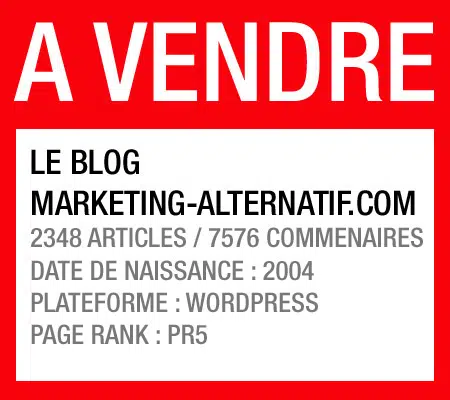 A VENDRE
LE BLOG
MARKETING-ALTERNATIF.COM
2348 ARTICLES / 7576 COMMENAIRES
DATE DE NAISSANCE : 2004
PLATEFORME : WORDPRESS
PAGE RANK : PR5